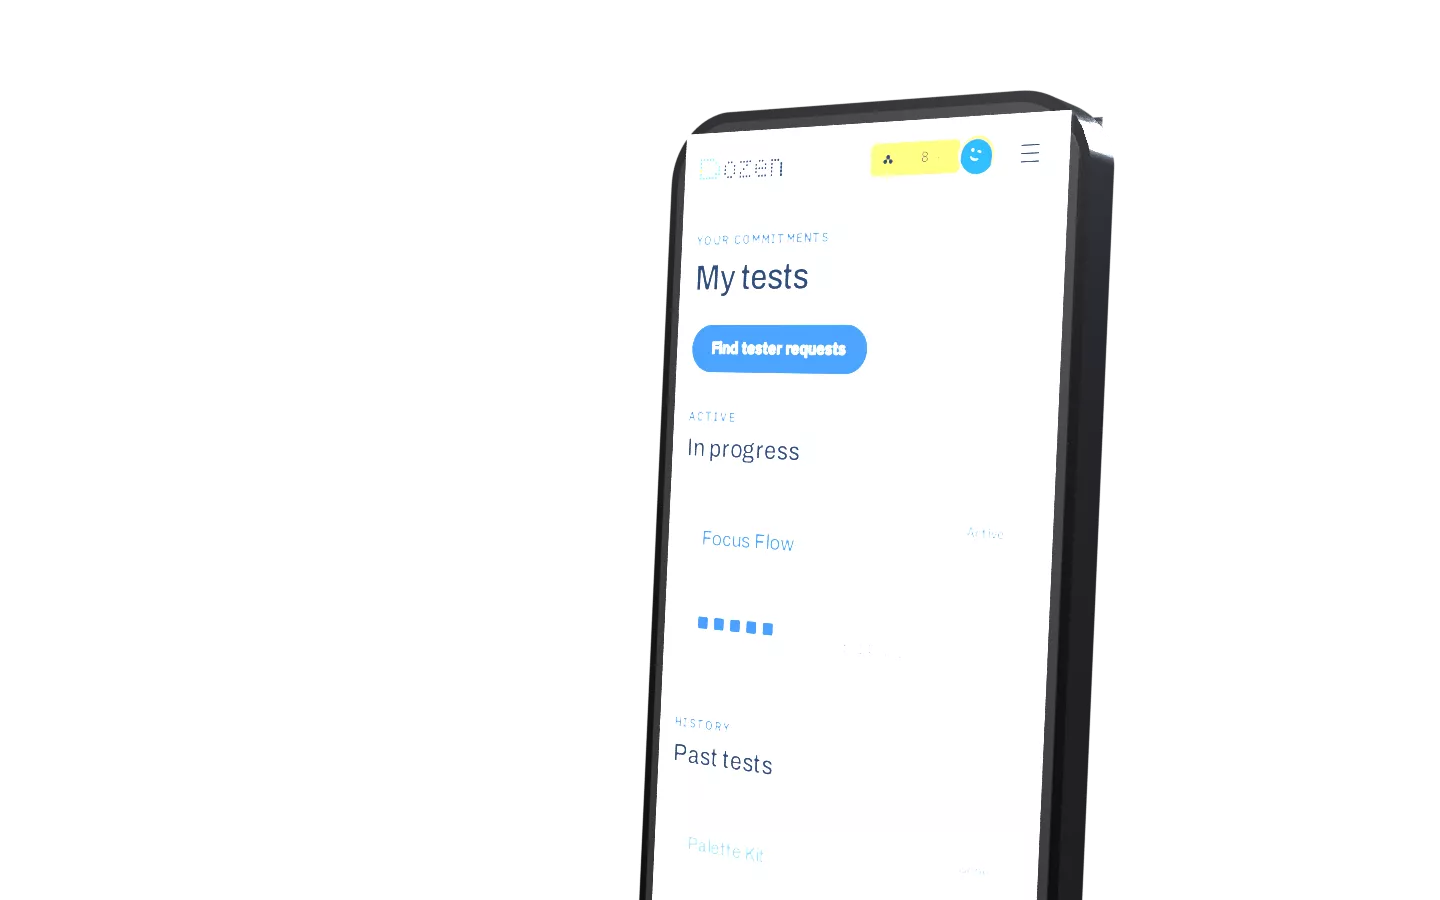 Dozen
8
YOUR COMMITMENTS
My tests
Find tester requests
ACTIVE
In progress
Focus Flow
Active
HISTORY
Past tests
Palette Kit